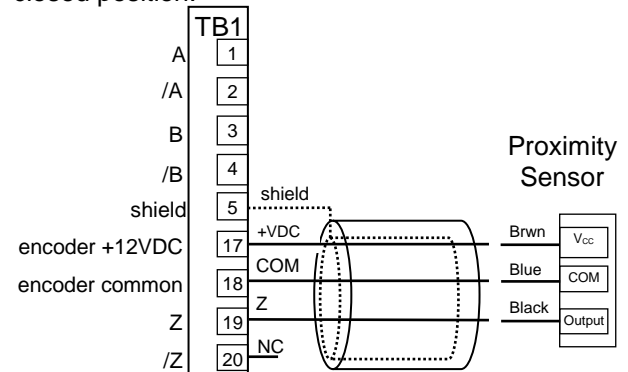 closed position.
TB1
A 1
/A 2
B 3
/B 4
shield 5 shield
encoder +12VDC 17 +VDC Brwn Vcc
encoder common 18 COM Blue COM
Z 19 Z Black Output
/Z 20 NC
Proximity
Sensor